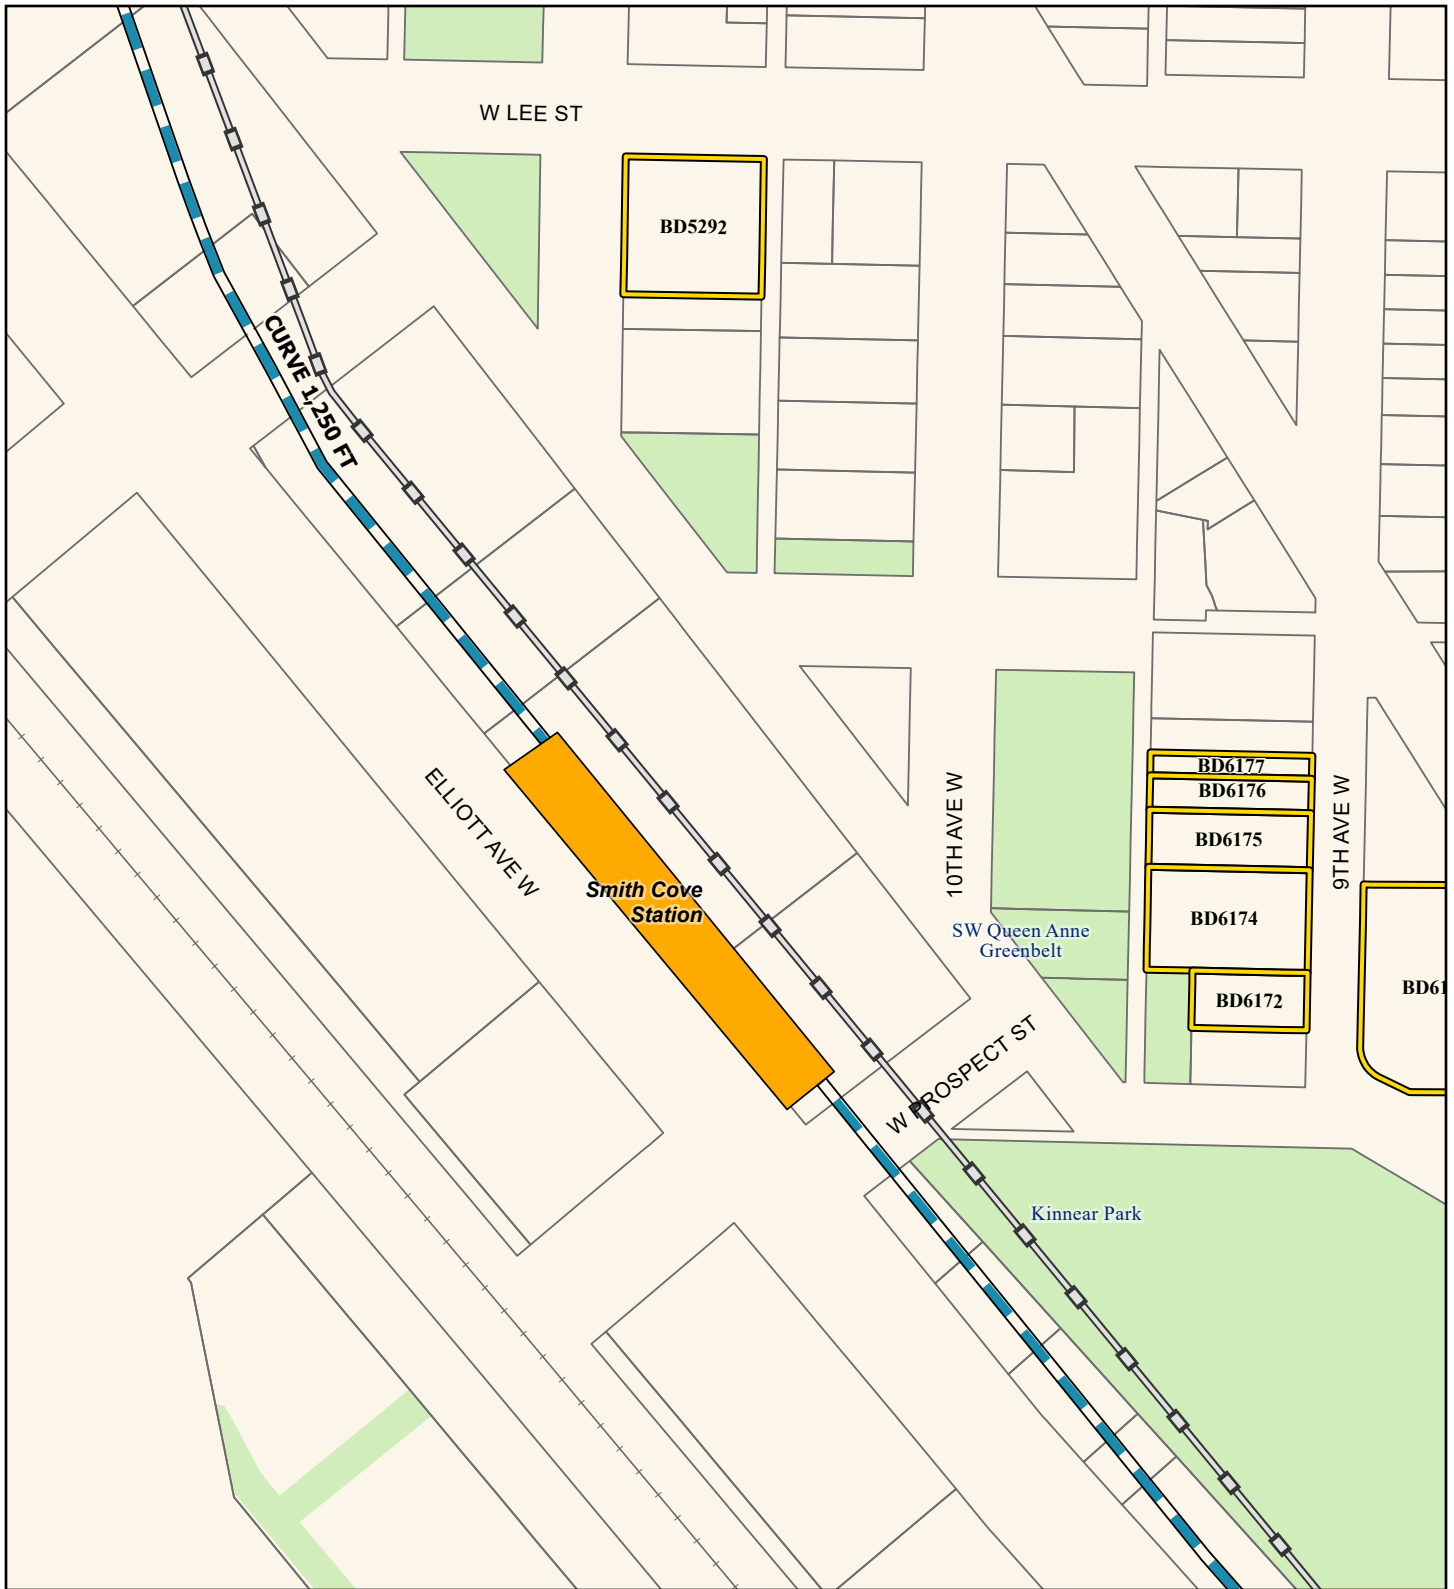 W LEE ST
BD5292
CURVE 1,250 FT
BD6177
BD6176
BD6175
BD6174
BD6172
BD61
10TH AVE W
9TH AVE W
ELLIOTT AVE W
Smith Cove
Station
SW Queen Anne
Greenbelt
W PROSPECT ST
Kinnear Park